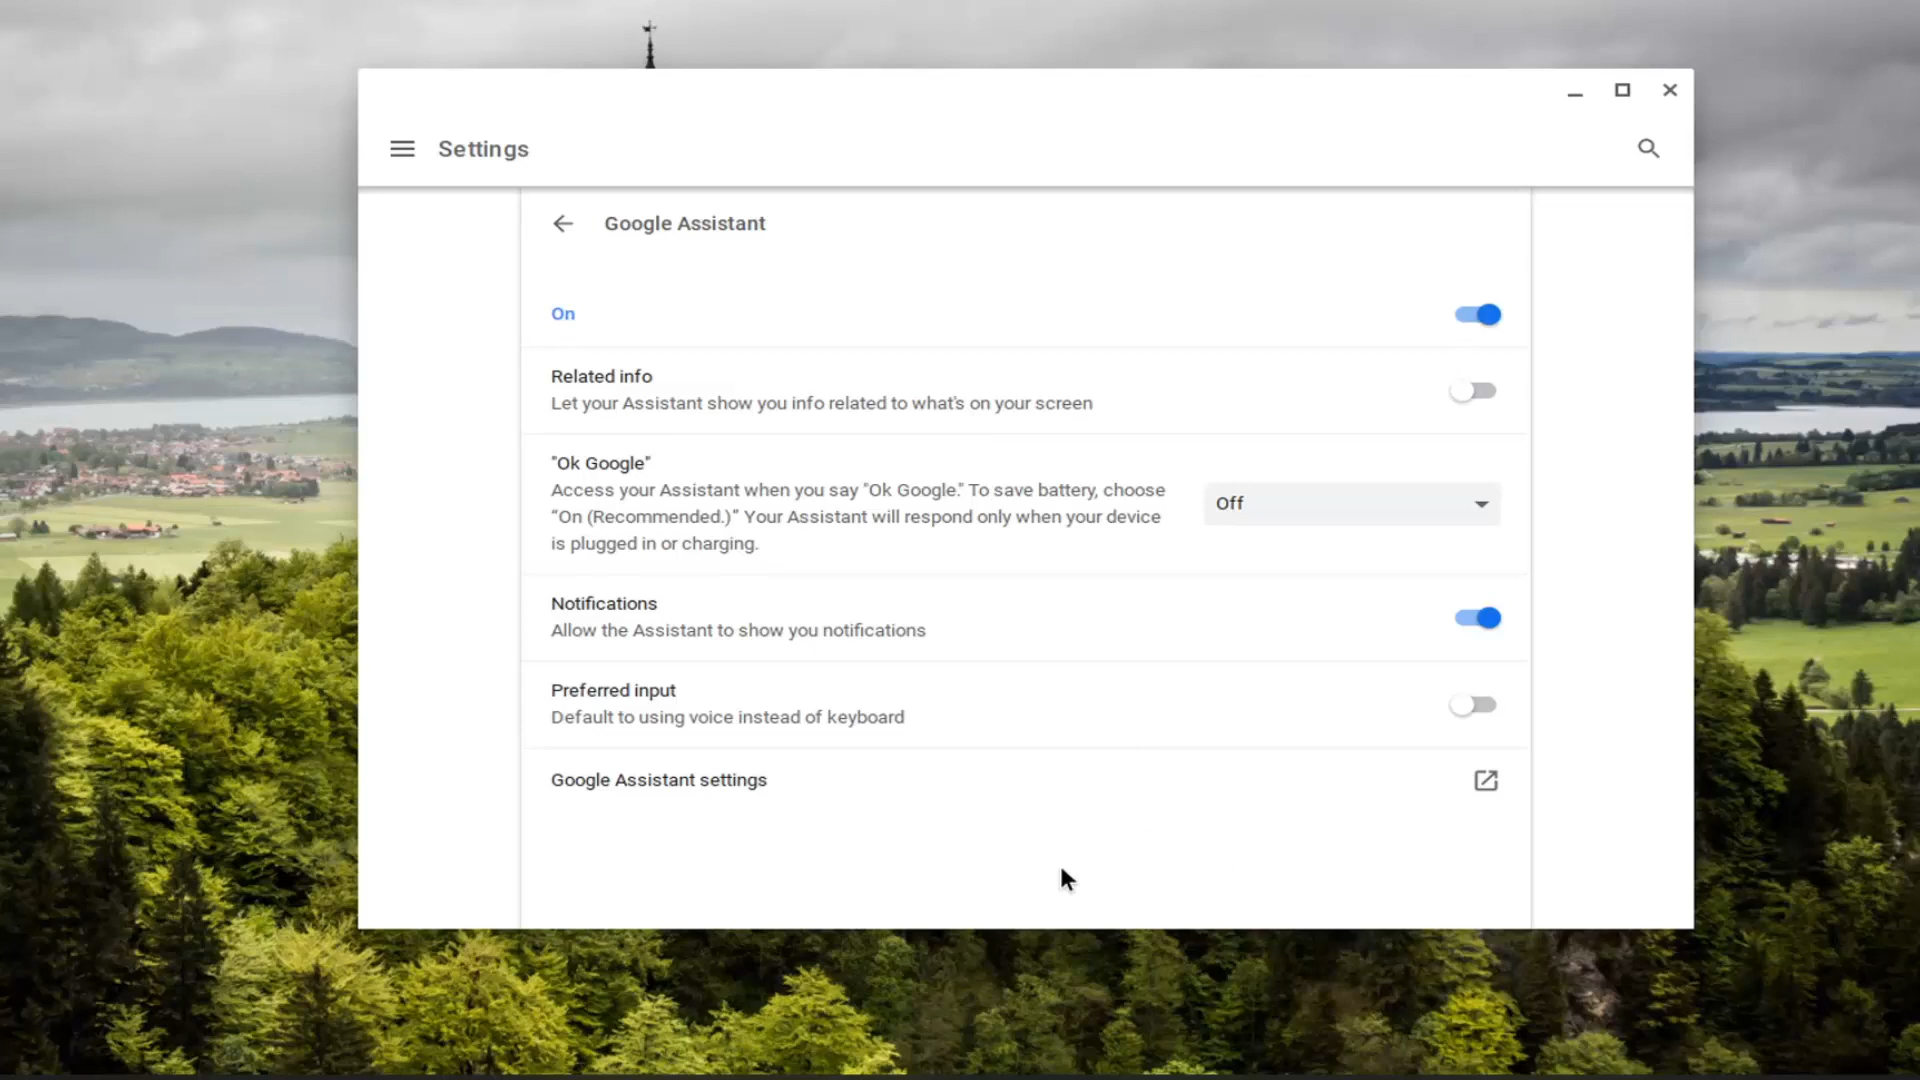 Settings
Google Assistant
On
Related info
Let your Assistant show you info related to what's on your screen
"Ok Google"
Access your Assistant when you say "Ok Google." To save battery, choose
“On (Recommended.)” Your Assistant will respond only when your device
is plugged in or charging.
Off
Notifications
Allow the Assistant to show you notifications
Preferred input
Default to using voice instead of keyboard
Google Assistant settings